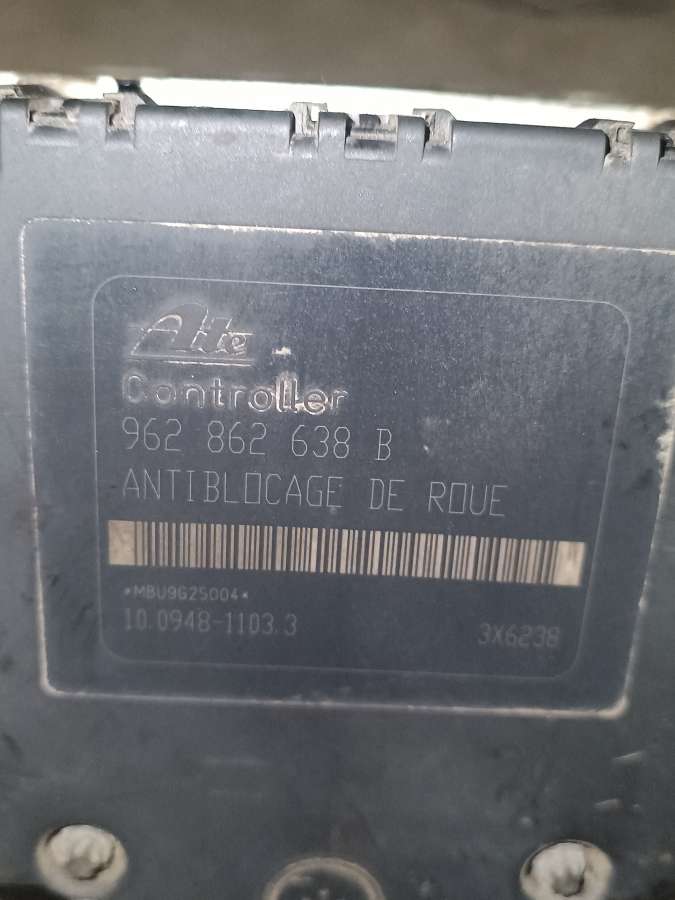 Ate
Controller
962 862 638 B
ANTIBLOCAGE DE ROUE
*MBU9G25004*
10.0948-1103.3
3X6238